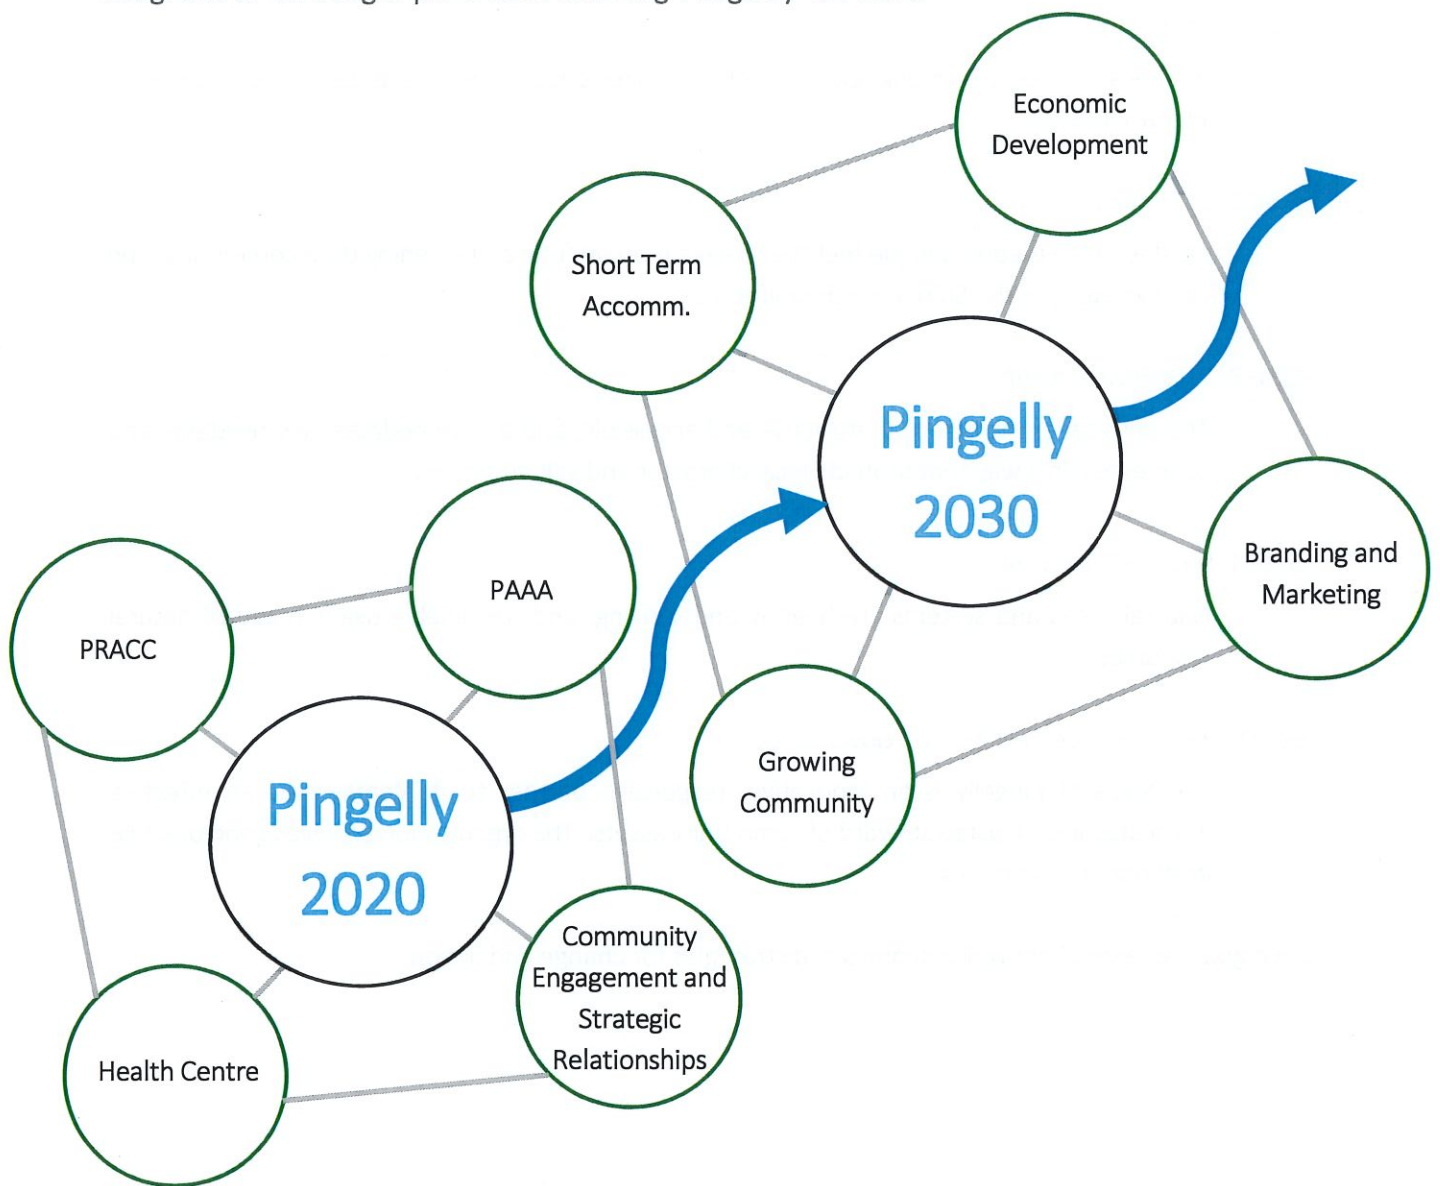 Economic
Development
Short Term
Accomm.
Pingelly
2030
Branding and
Marketing
PAAA
PRACC
Growing
Community
Pingelly
2020
Community
Engagement and
Strategic
Relationships
Health Centre